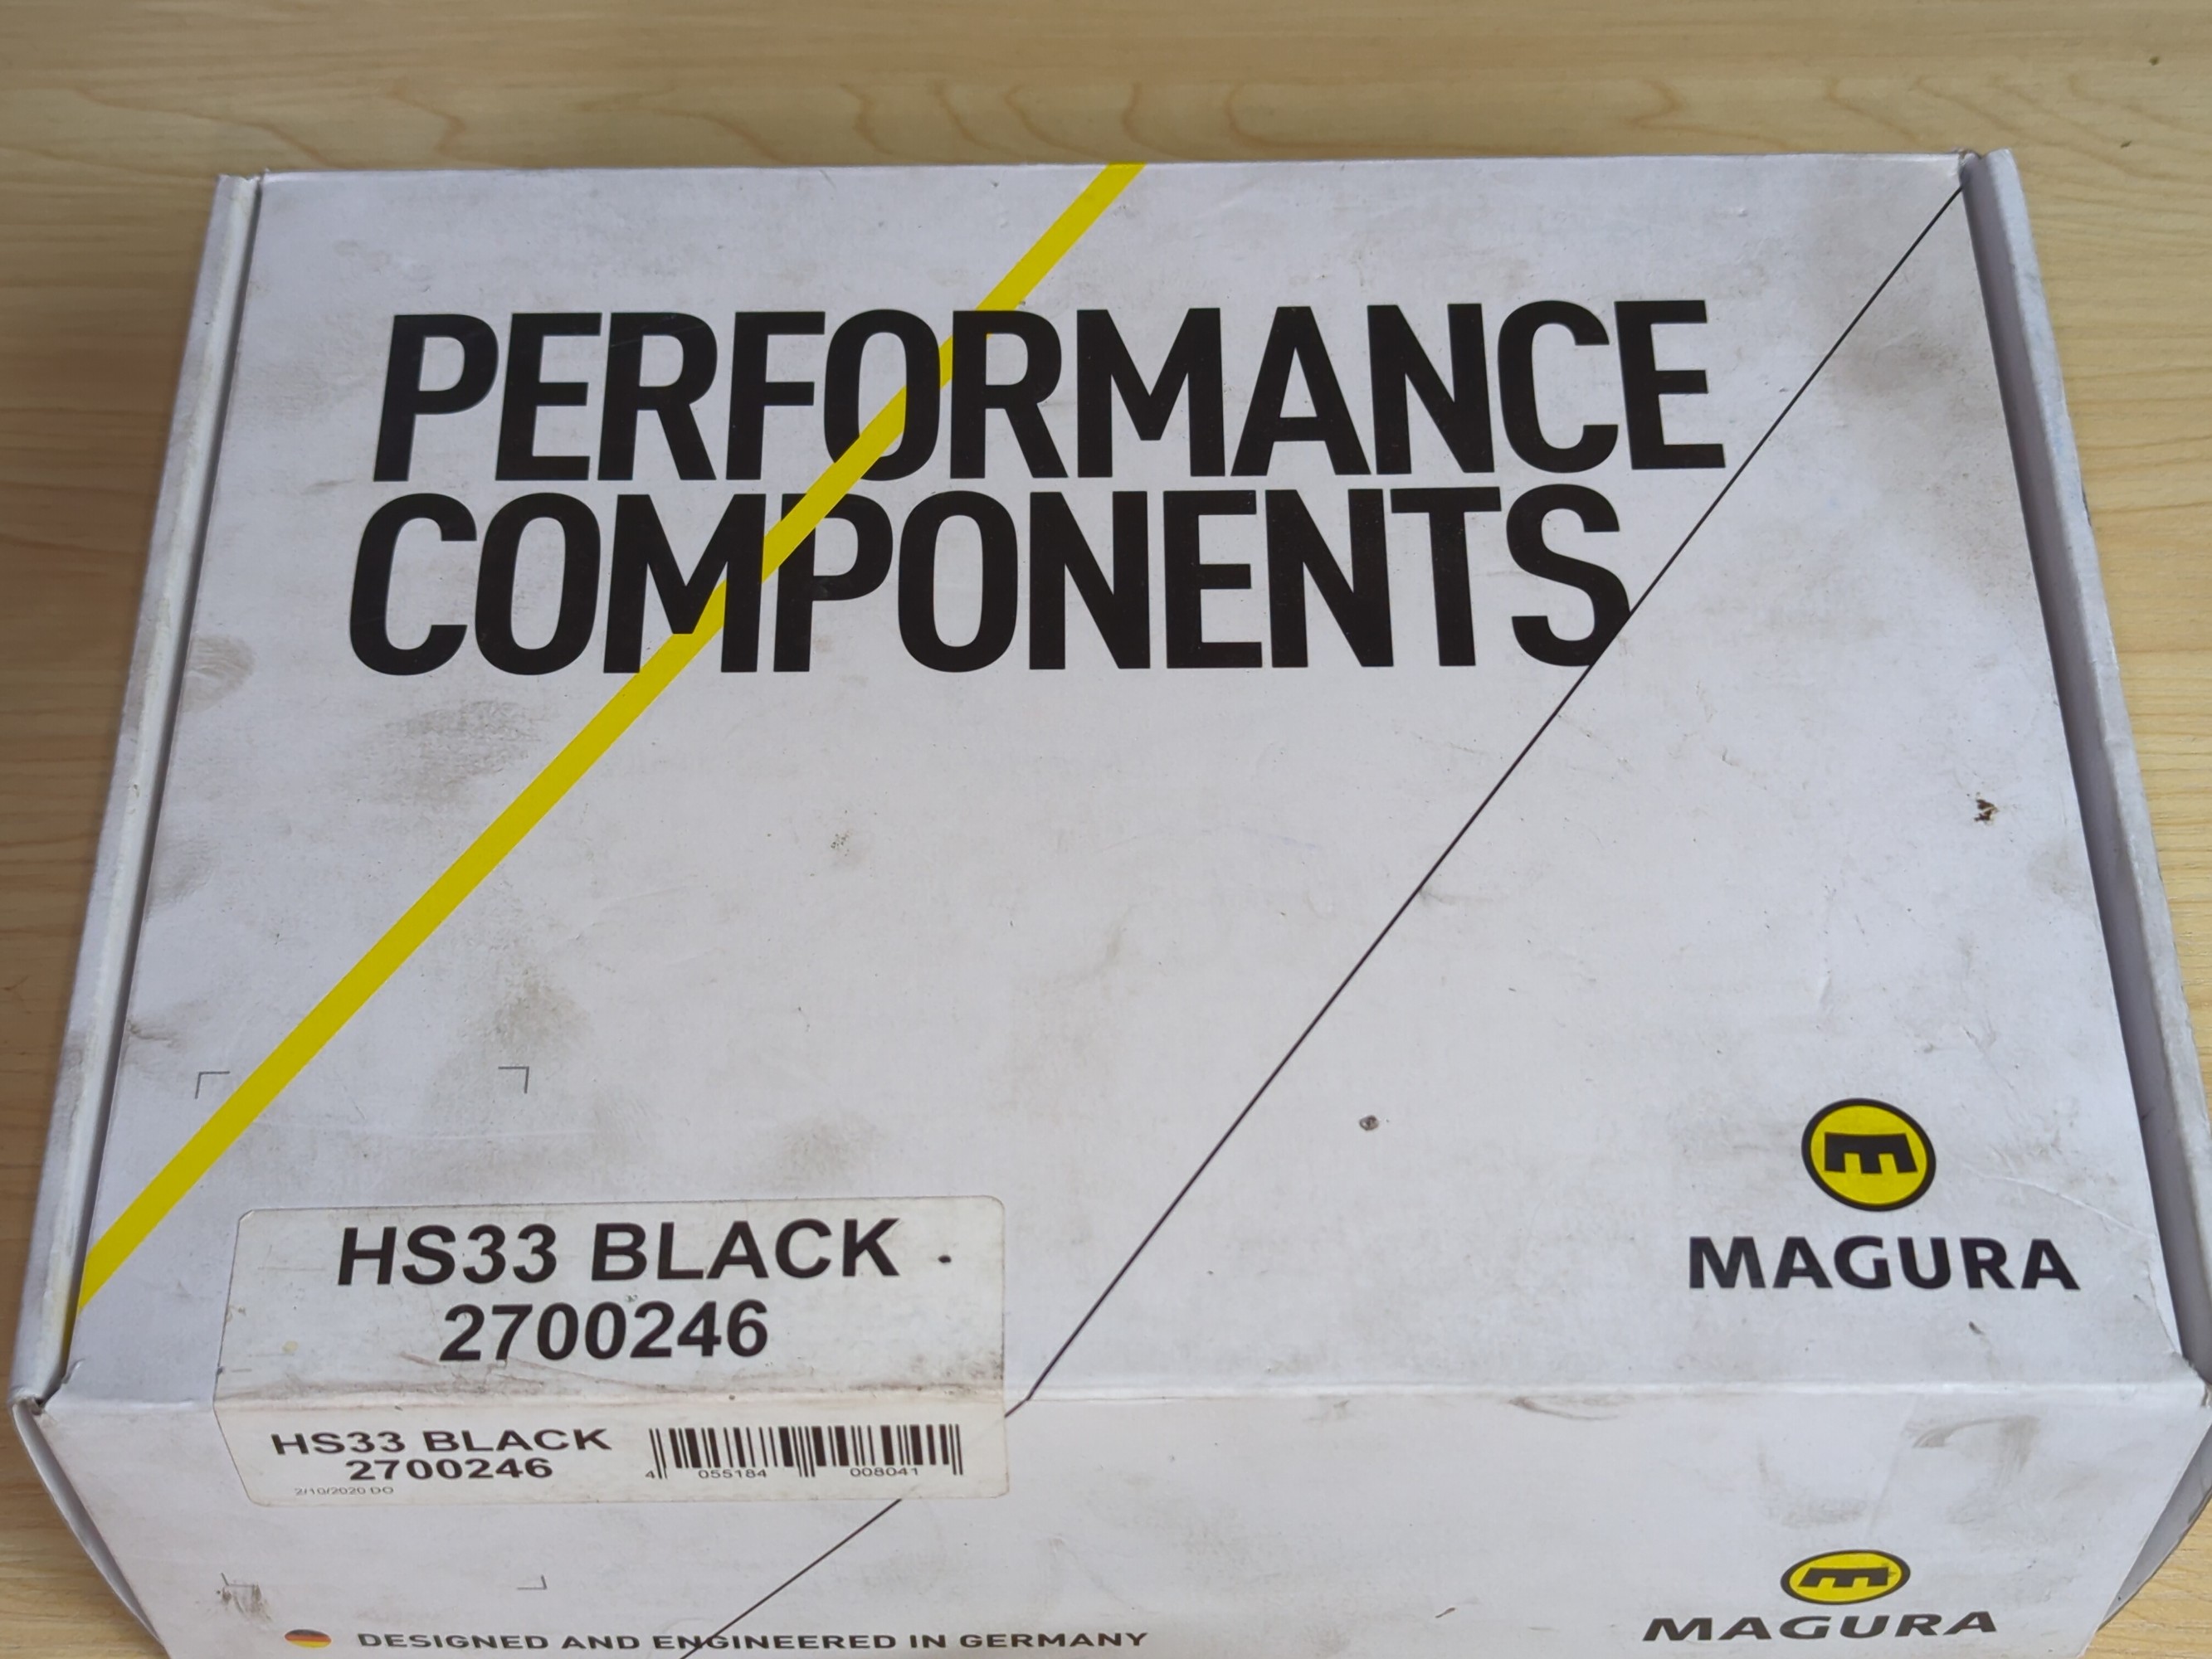 PERFORMANCE
COMPONENTS
MAGURA
HS33 BLACK
2700246
HS33 BLACK
2700246
2/10/2020 DO
4 055184 008041
MAGURA
DESIGNED AND ENGINEERED IN GERMANY